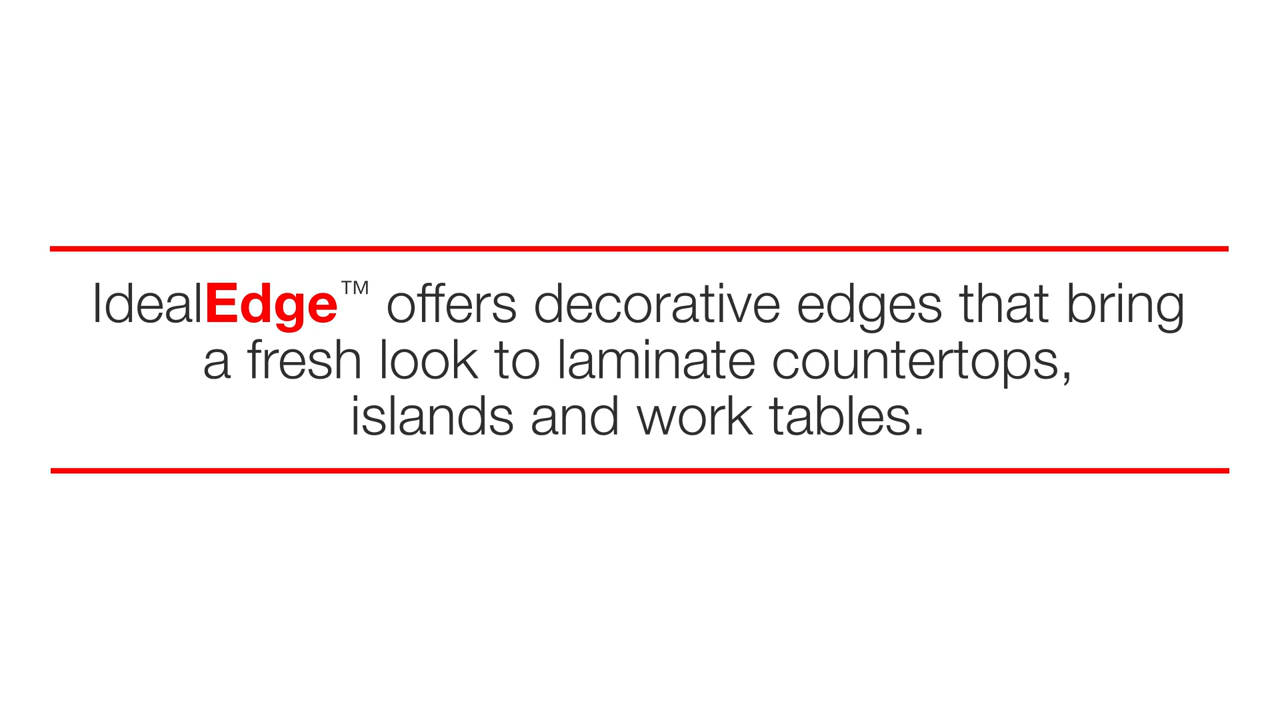 IdealEdge™ offers decorative edges that bring
a fresh look to laminate countertops,
islands and work tables.